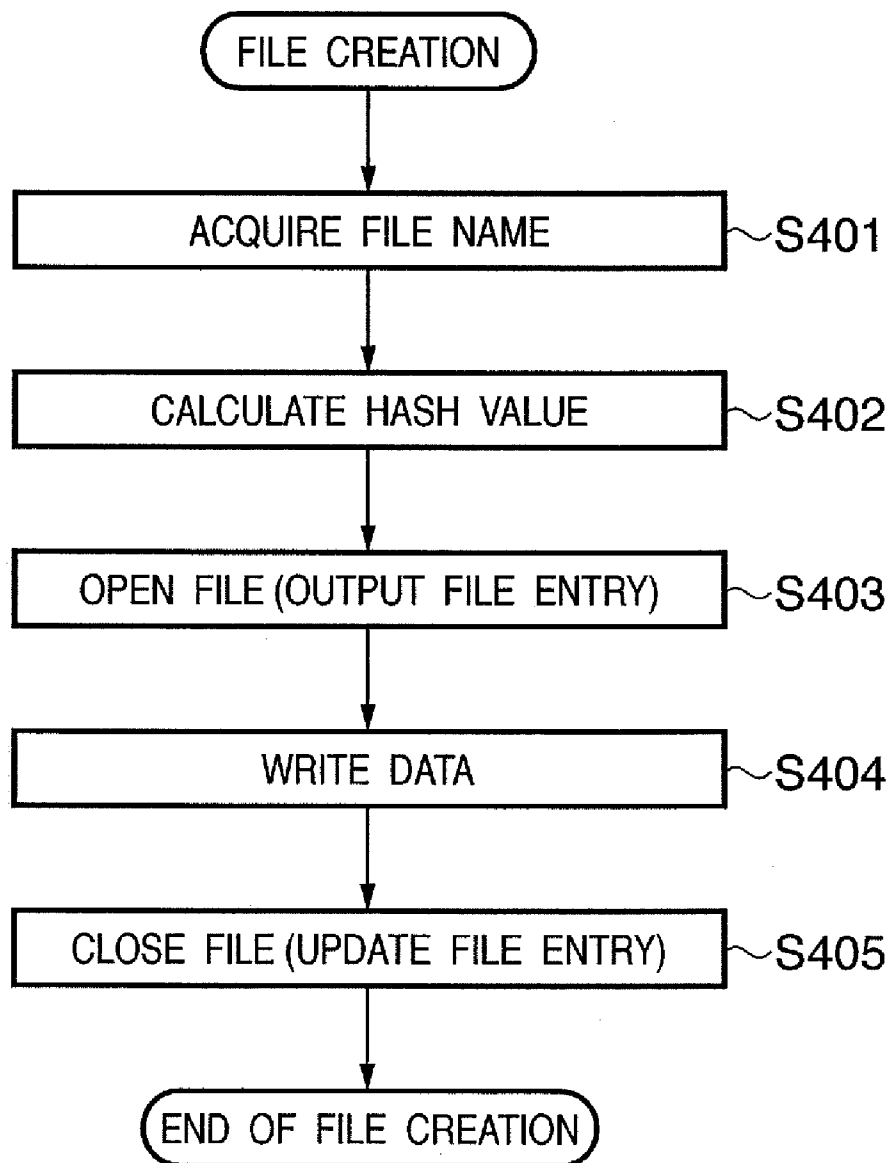 FILE CREATION
ACQUIRE FILE NAME
S401
CALCULATE HASH VALUE
S402
OPEN FILE (OUTPUT FILE ENTRY)
S403
WRITE DATA
S404
CLOSE FILE (UPDATE FILE ENTRY)
S405
END OF FILE CREATION